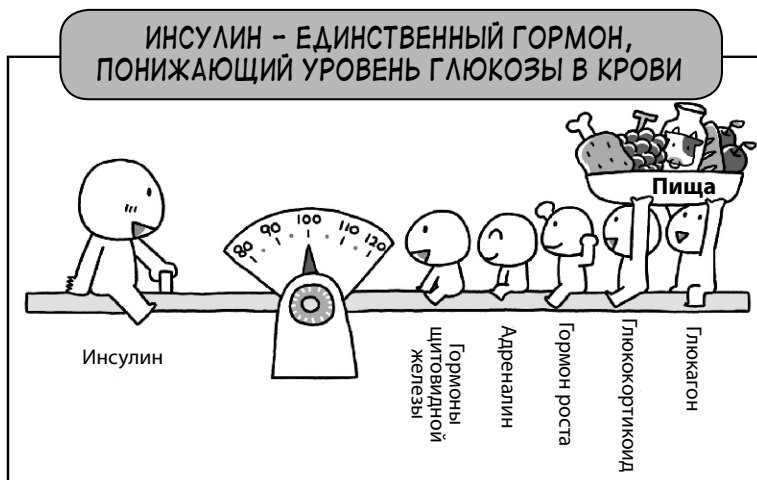 ИНСУЛИН – ЕДИНСТВЕННЫЙ ГОРМОН,
ПОНИЖАЮЩИЙ УРОВЕНЬ ГЛЮКОЗЫ В КРОВИ
Пища
80 90 100 110 120
Инсулин
Гормоны
щитовидной
железы
Адреналин
Гормон роста
Глюкокортикоид
Глюкагон